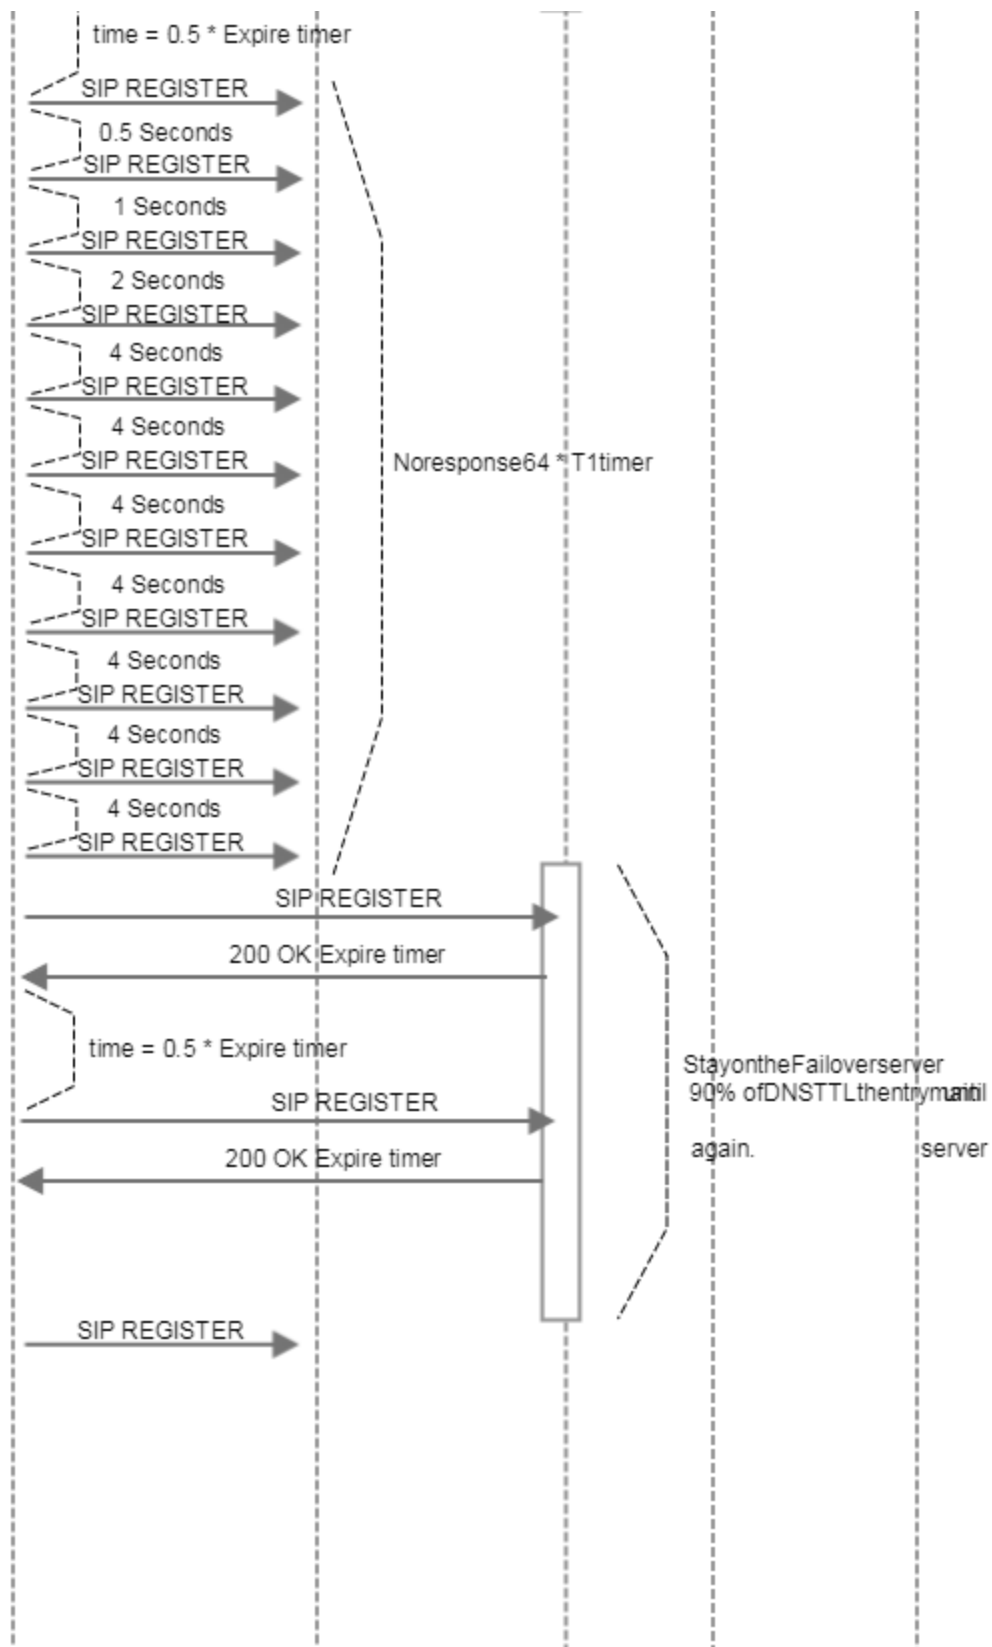 time = 0.5 * Expire timer
SIP REGISTER
0.5 Seconds
SIP REGISTER
1 Seconds
SIP REGISTER
2 Seconds
SIP REGISTER
4 Seconds
SIP REGISTER
4 Seconds
SIP REGISTER
Noresponse64 * T1timer
4 Seconds
SIP REGISTER
4 Seconds
SIP REGISTER
4 Seconds
SIP REGISTER
4 Seconds
SIP REGISTER
4 Seconds
SIP REGISTER
SIP REGISTER
200 OK Expire timer
time = 0.5 * Expire timer
StayontheFailoverserver
90% ofDNSTTLthentry
SIP REGISTER
again. server
200 OK Expire timer
SIP REGISTER